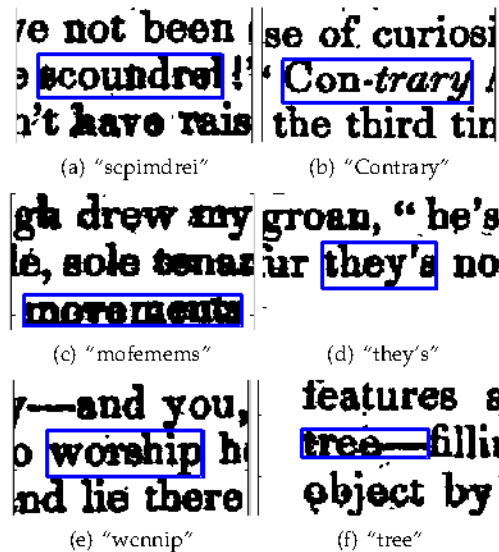 ve not been
e scoundrel!"
n't have rais
(a) "scpimdrei"
se of curiosi
' Con-trary
the third tin
(b) "Contrary"
gh drew my
le, sole tenan
movements
(c) "mofemems"
groan, " he's
ur they's no
(d) "they's"
y—and you,
o worship h
nd lie there
(e) "wcnnip"
features a
tree—filli
object by
(f) "tree"